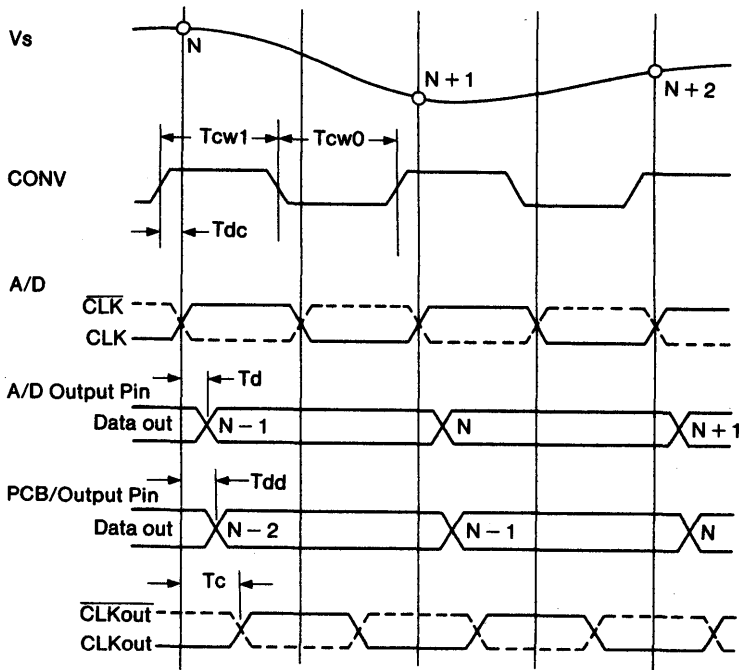 Vs
N
N + 1
N + 2
Tcw1 Tcw0
CONV
Tdc
A/D
CLK
CLK
A/D Output Pin
Td
Data out N − 1 N N + 1
PCB/Output Pin
Tdd
Data out N − 2 N − 1 N
Tc
CLKout
CLKout